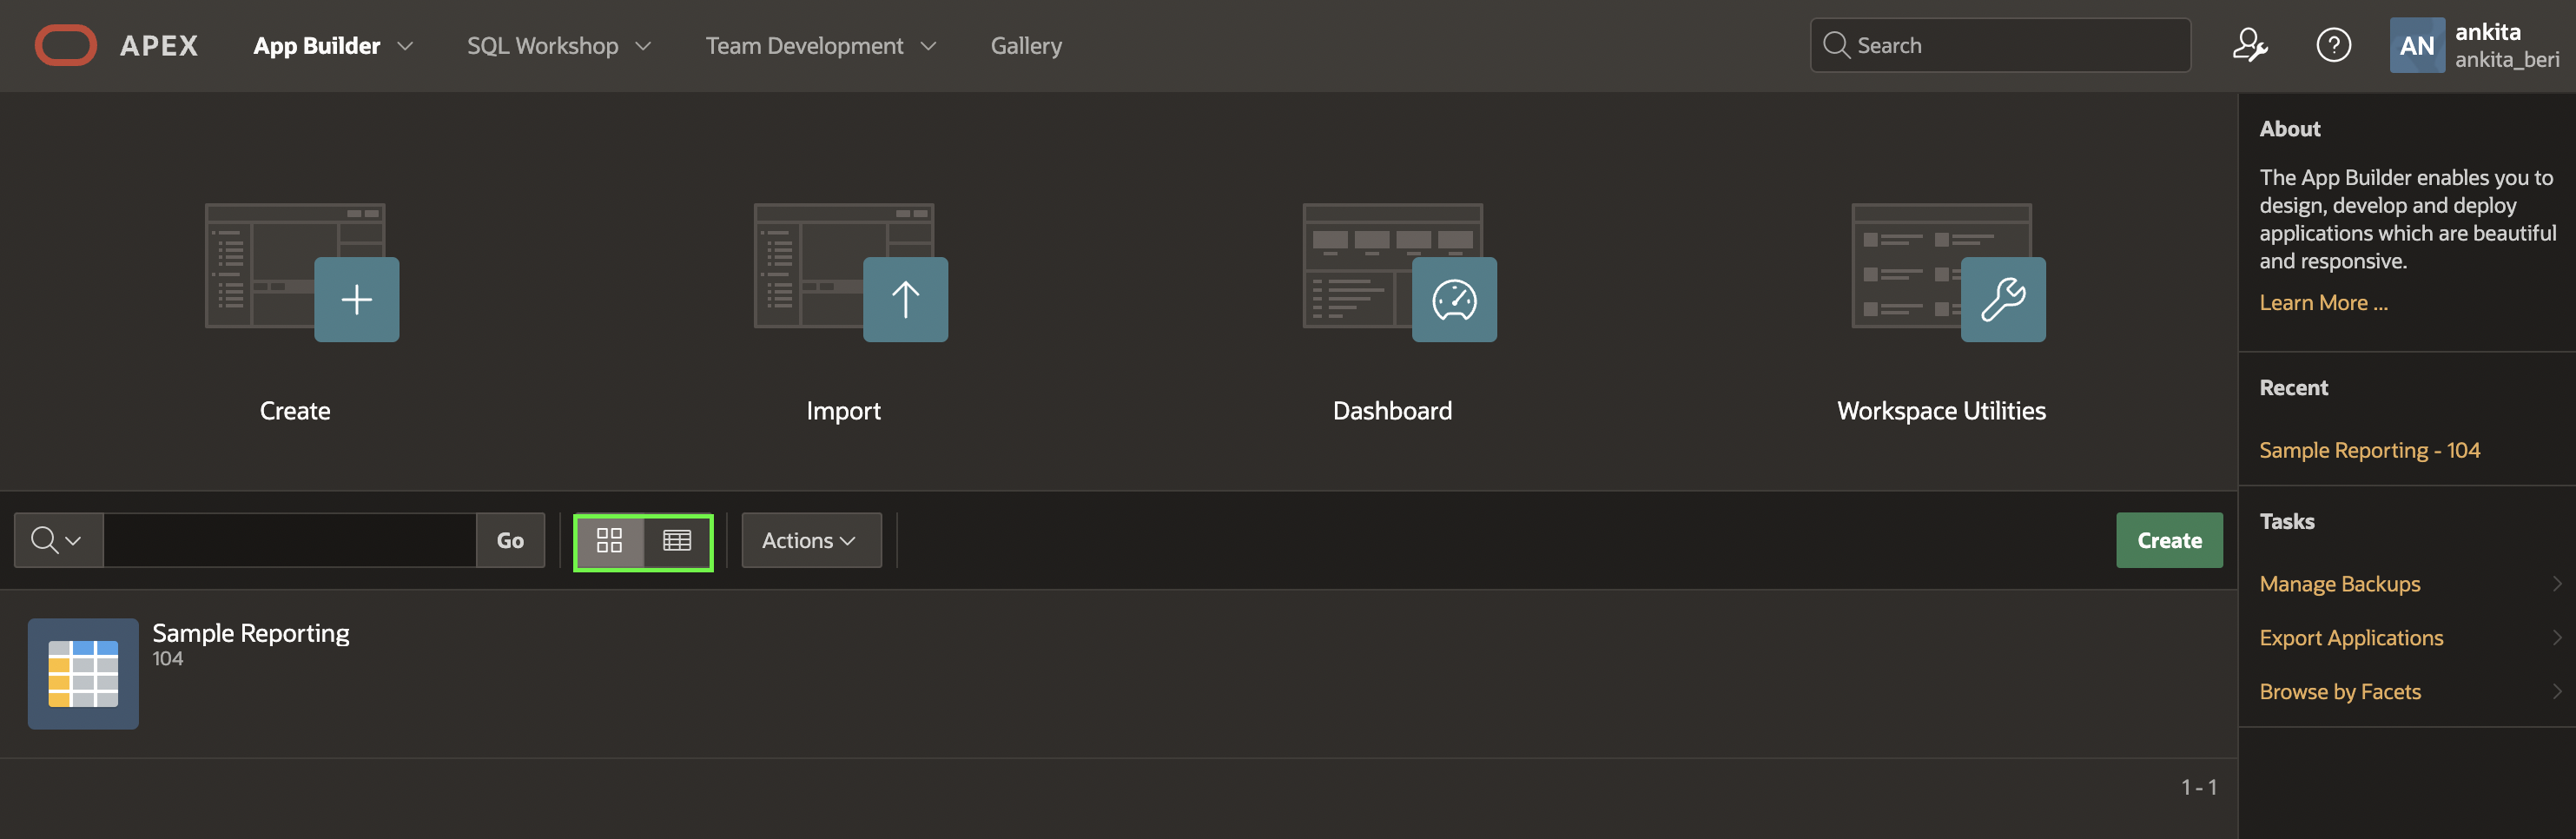 APEX
App Builder
SQL Workshop
Team Development
Gallery
Search
AN
ankita
ankita_beri
Create
Import
Dashboard
Workspace Utilities
Go
Actions
Create
Sample Reporting
104
1 - 1
About
The App Builder enables you to
design, develop and deploy
applications which are beautiful
and responsive.
Learn More ...
Recent
Sample Reporting - 104
Tasks
Manage Backups
Export Applications
Browse by Facets